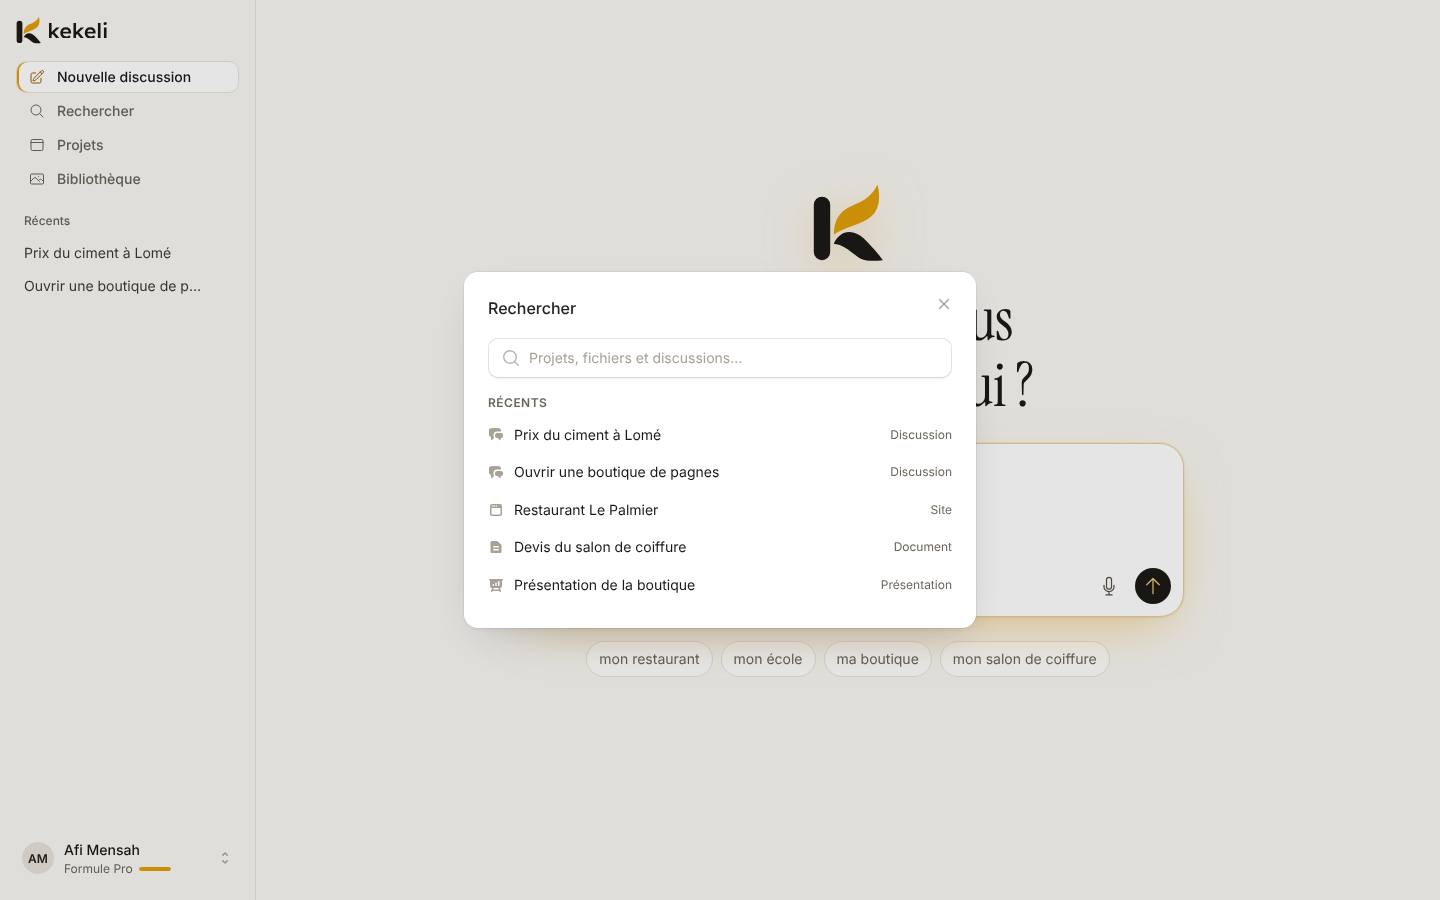 kekeli
Nouvelle discussion
Rechercher
Projets
Bibliothèque
Récents
Prix du ciment à Lomé
Ouvrir une boutique de p...
Afi Mensah
AM
Formule Pro
us
ui ?
Rechercher
Projets, fichiers et discussions...
RÉCENTS
Prix du ciment à Lomé Discussion
Ouvrir une boutique de pagnes Discussion
Restaurant Le Palmier Site
Devis du salon de coiffure Document
Présentation de la boutique Présentation
mon restaurant mon école ma boutique mon salon de coiffure